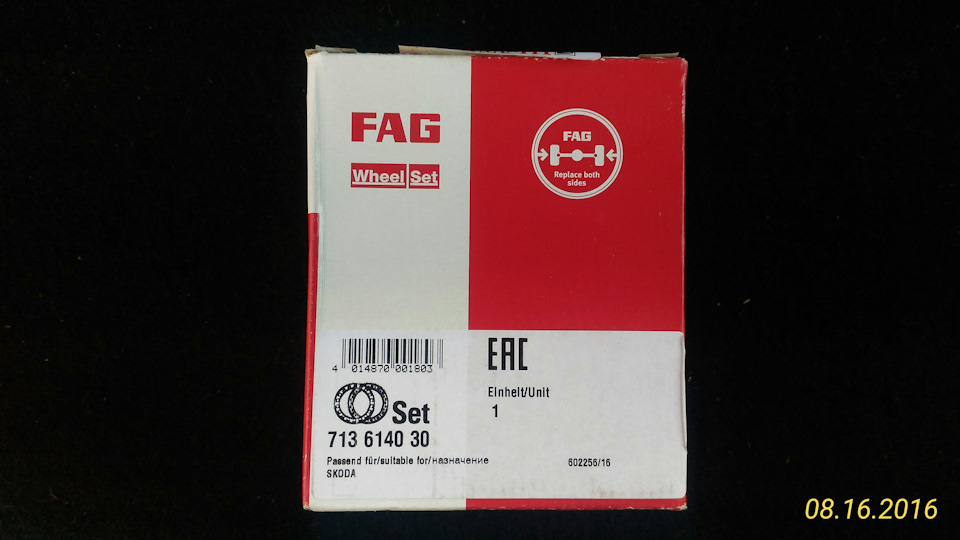 FAG
Wheel Set
FAG
Replace both
sides
4 014870 001803
EAC
Einheit/Unit
1
Set
713 6140 30
Passend für/suitable for/назначение
SKODA
602256/16
08.16.2016